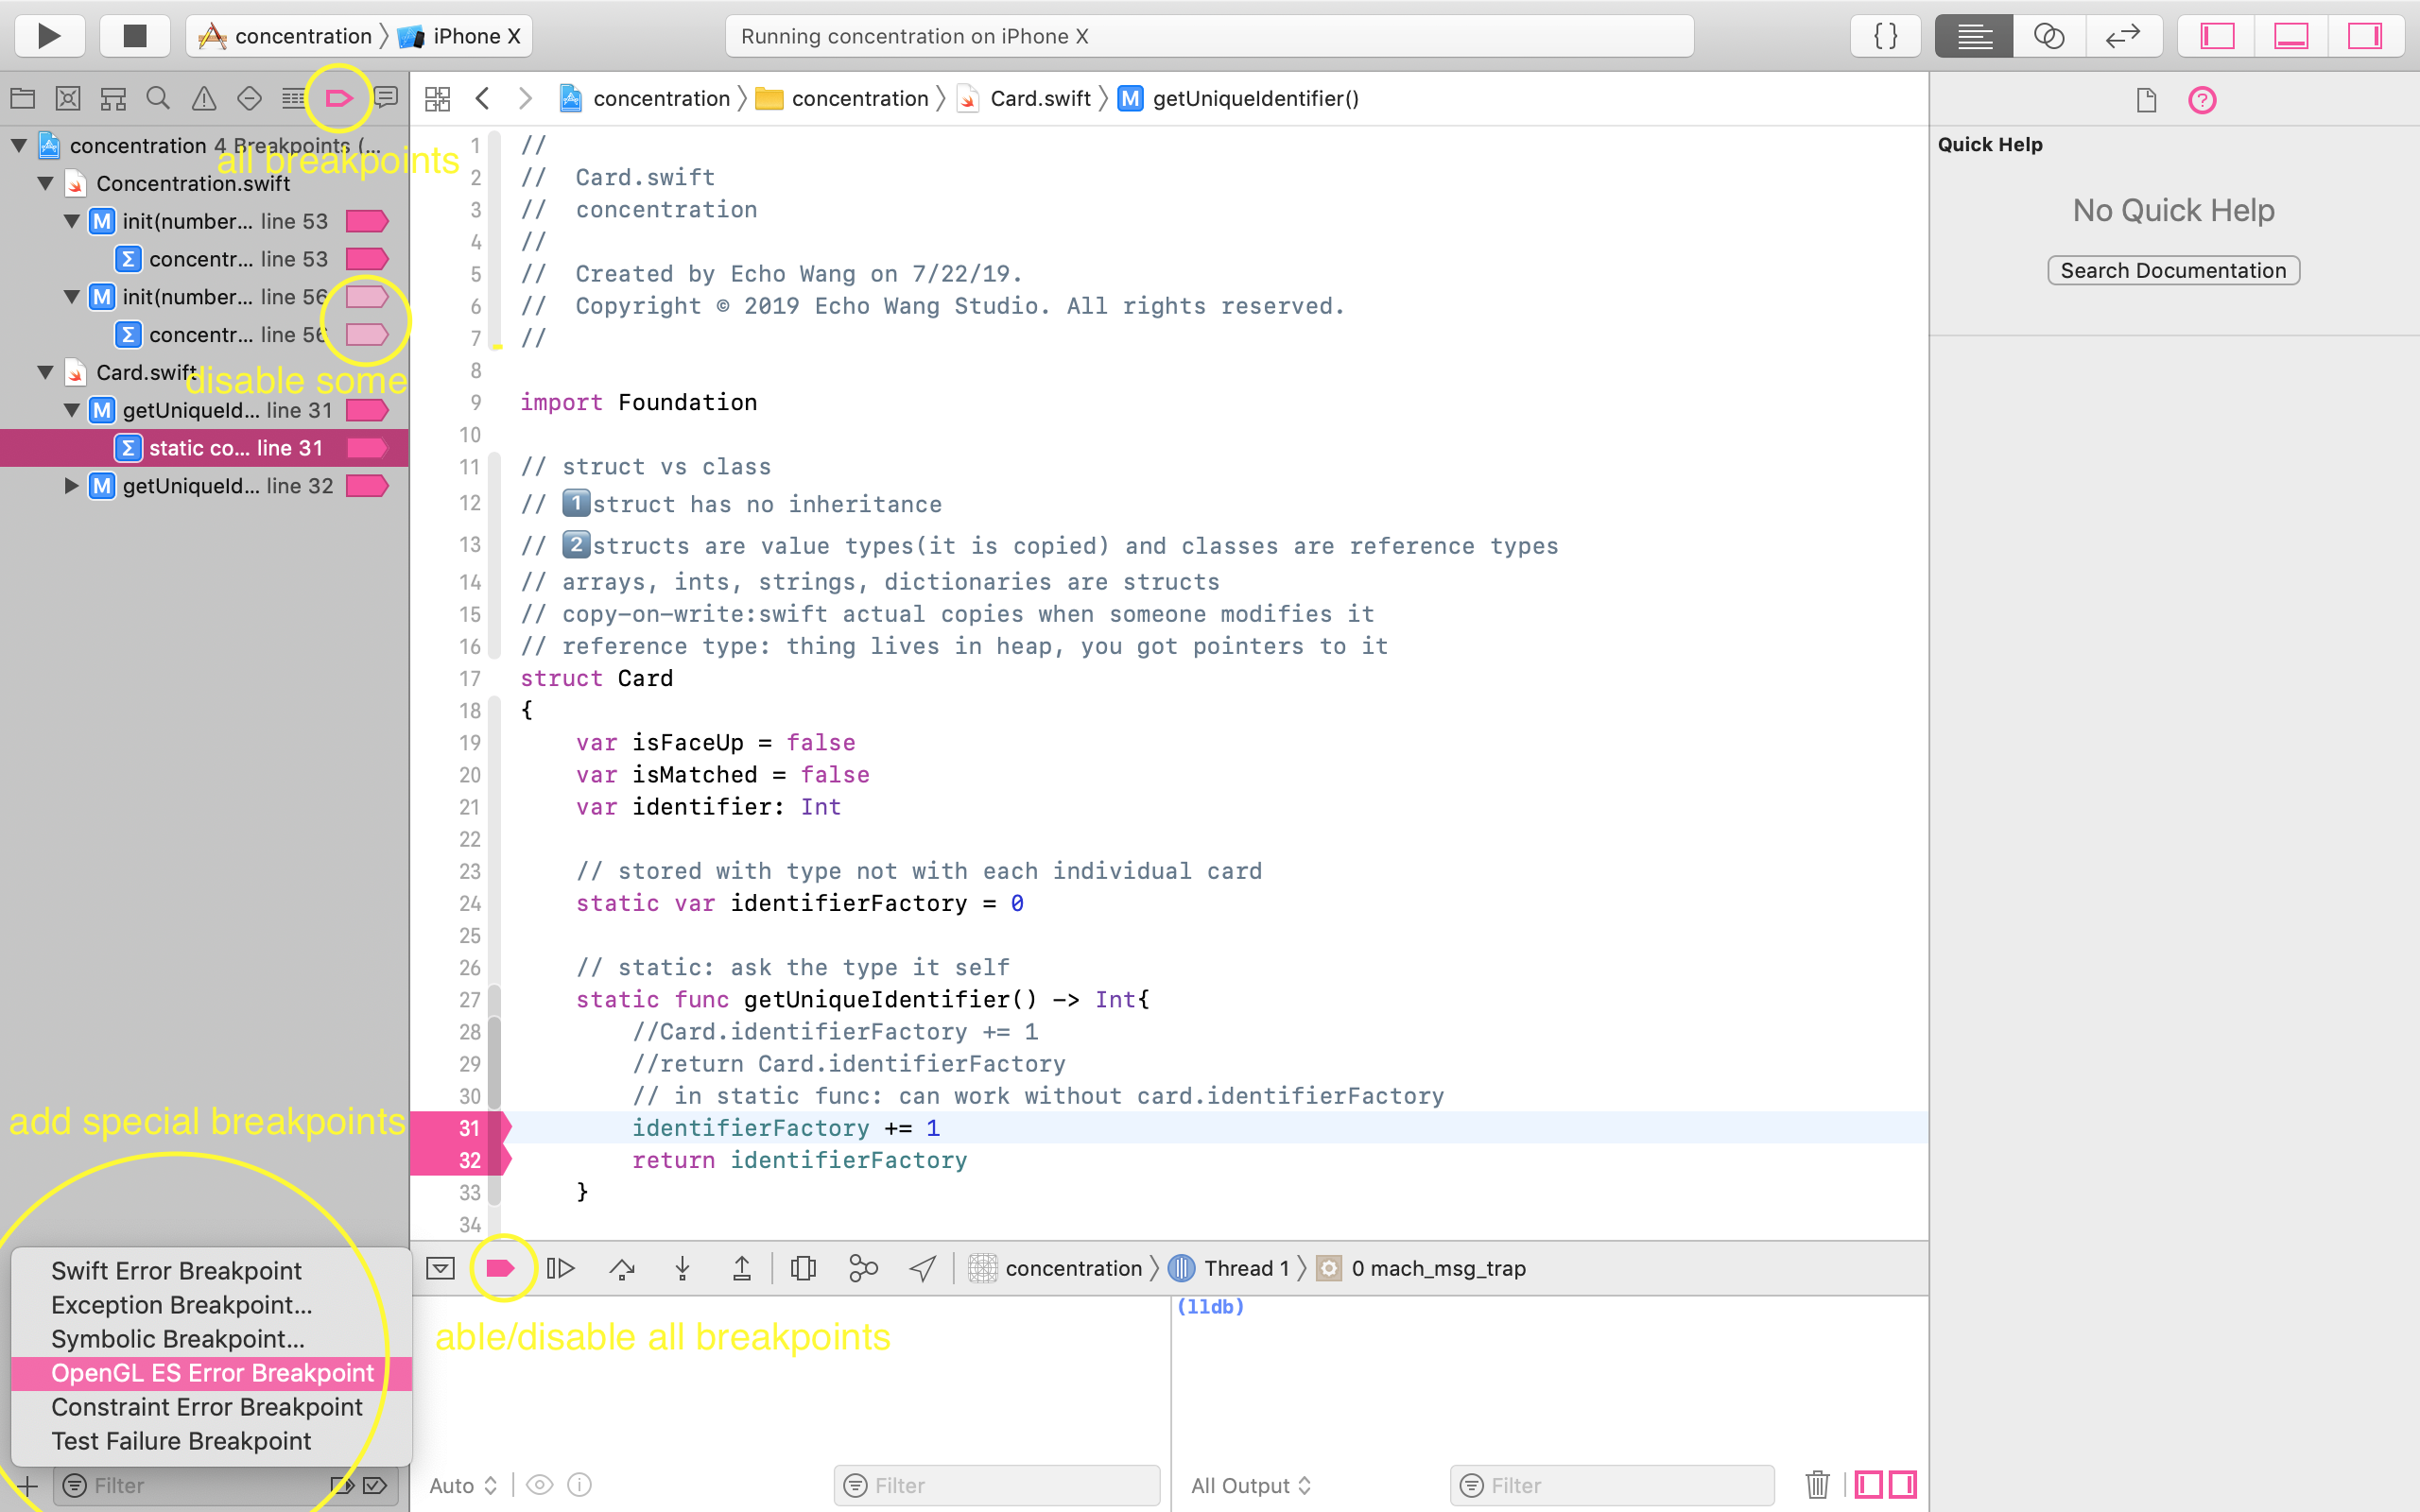 concentration 〉 iPhone X
Running concentration on iPhone X
{ }
all breakpoints
concentration 4 Breakpoints (...
Concentration.swift
M init(number... line 53
Σ concentr... line 53
M init(number... line 56
Σ concentr... line 56
Card.swift
disable some
M getUniqueId... line 31
Σ static co... line 31
M getUniqueId... line 32
add special breakpoints
Swift Error Breakpoint
Exception Breakpoint...
Symbolic Breakpoint...
OpenGL ES Error Breakpoint
Constraint Error Breakpoint
Test Failure Breakpoint
Filter
concentration 〉 concentration 〉 Card.swift 〉 M getUniqueIdentifier()
1 //
2 //  Card.swift
3 //  concentration
4 //
5 //  Created by Echo Wang on 7/22/19.
6 //  Copyright © 2019 Echo Wang Studio. All rights reserved.
7 //
8
9 import Foundation
10
11 // struct vs class
12 // 1️⃣struct has no inheritance
13 // 2️⃣structs are value types(it is copied) and classes are reference types
14 // arrays, ints, strings, dictionaries are structs
15 // copy-on-write:swift actual copies when someone modifies it
16 // reference type: thing lives in heap, you got pointers to it
17 struct Card
18 {
19     var isFaceUp = false
20     var isMatched = false
21     var identifier: Int
22
23     // stored with type not with each individual card
24     static var identifierFactory = 0
25
26     // static: ask the type it self
27     static func getUniqueIdentifier() -> Int{
28         //Card.identifierFactory += 1
29         //return Card.identifierFactory
30         // in static func: can work without card.identifierFactory
31         identifierFactory += 1
32         return identifierFactory
33     }
34
concentration 〉 Thread 1 〉 0 mach_msg_trap
able/disable all breakpoints
(lldb)
Auto
Filter
All Output
Filter
Quick Help
No Quick Help
Search Documentation